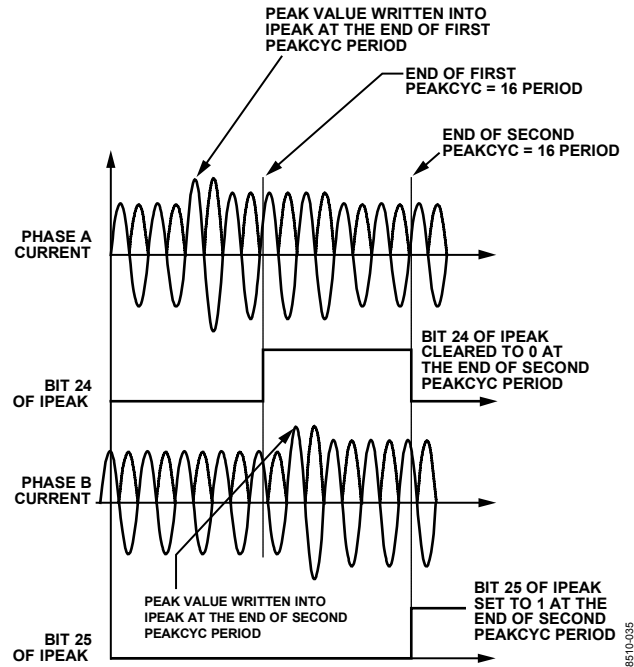 PEAK VALUE WRITTEN INTO
IPEAK AT THE END OF FIRST
PEAKCYC PERIOD
END OF FIRST
PEAKCYC = 16 PERIOD
END OF SECOND
PEAKCYC = 16 PERIOD
PHASE A
CURRENT
BIT 24 OF IPEAK
CLEARED TO 0 AT
THE END OF SECOND
PEAKCYC PERIOD
BIT 24
OF IPEAK
PHASE B
CURRENT
PEAK VALUE WRITTEN INTO
IPEAK AT THE END OF SECOND
PEAKCYC PERIOD
BIT 25 OF IPEAK
SET TO 1 AT THE
END OF SECOND
PEAKCYC PERIOD
BIT 25
OF IPEAK
8510-035